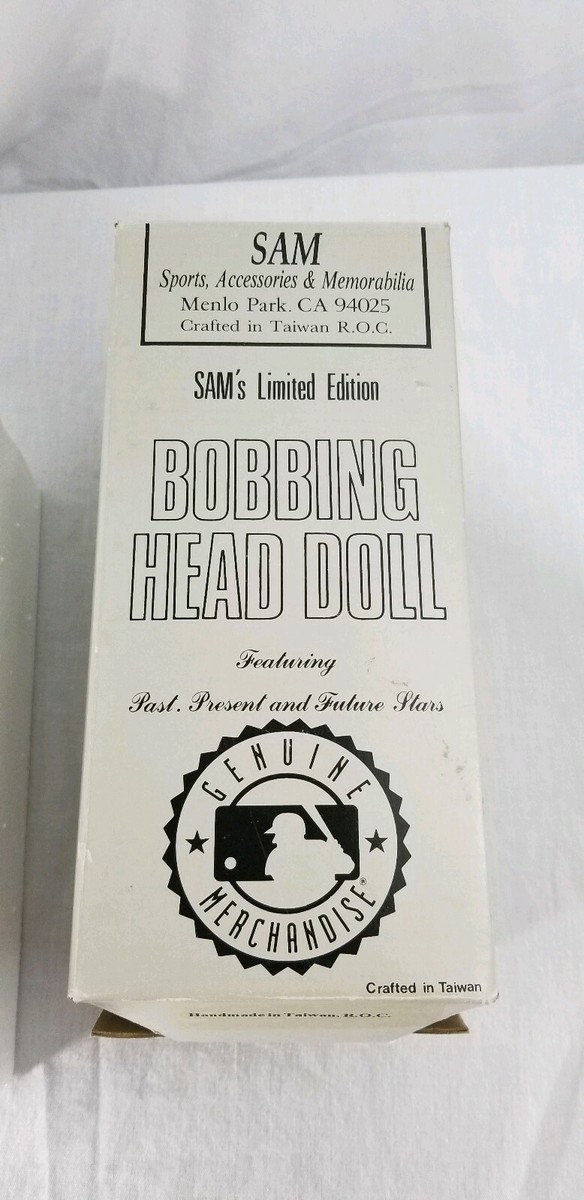 SAM
Sports, Accessories & Memorabilia
Menlo Park. CA 94025
Crafted in Taiwan R.O.C.
SAM's Limited Edition
BOBBING
HEAD DOLL
Featuring
Past. Present and Future Stars
GENUINE
MERCHANDISE®
Crafted in Taiwan
Handmade in Taiwan. R.O.C.